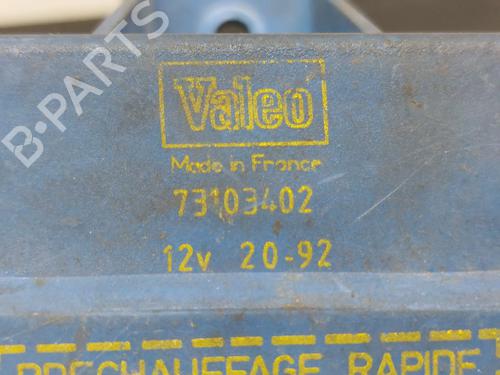 Valeo
Made in France
73103402
12v 20-92
PRECHAUFFAGE RAPIDE
B-PARTS